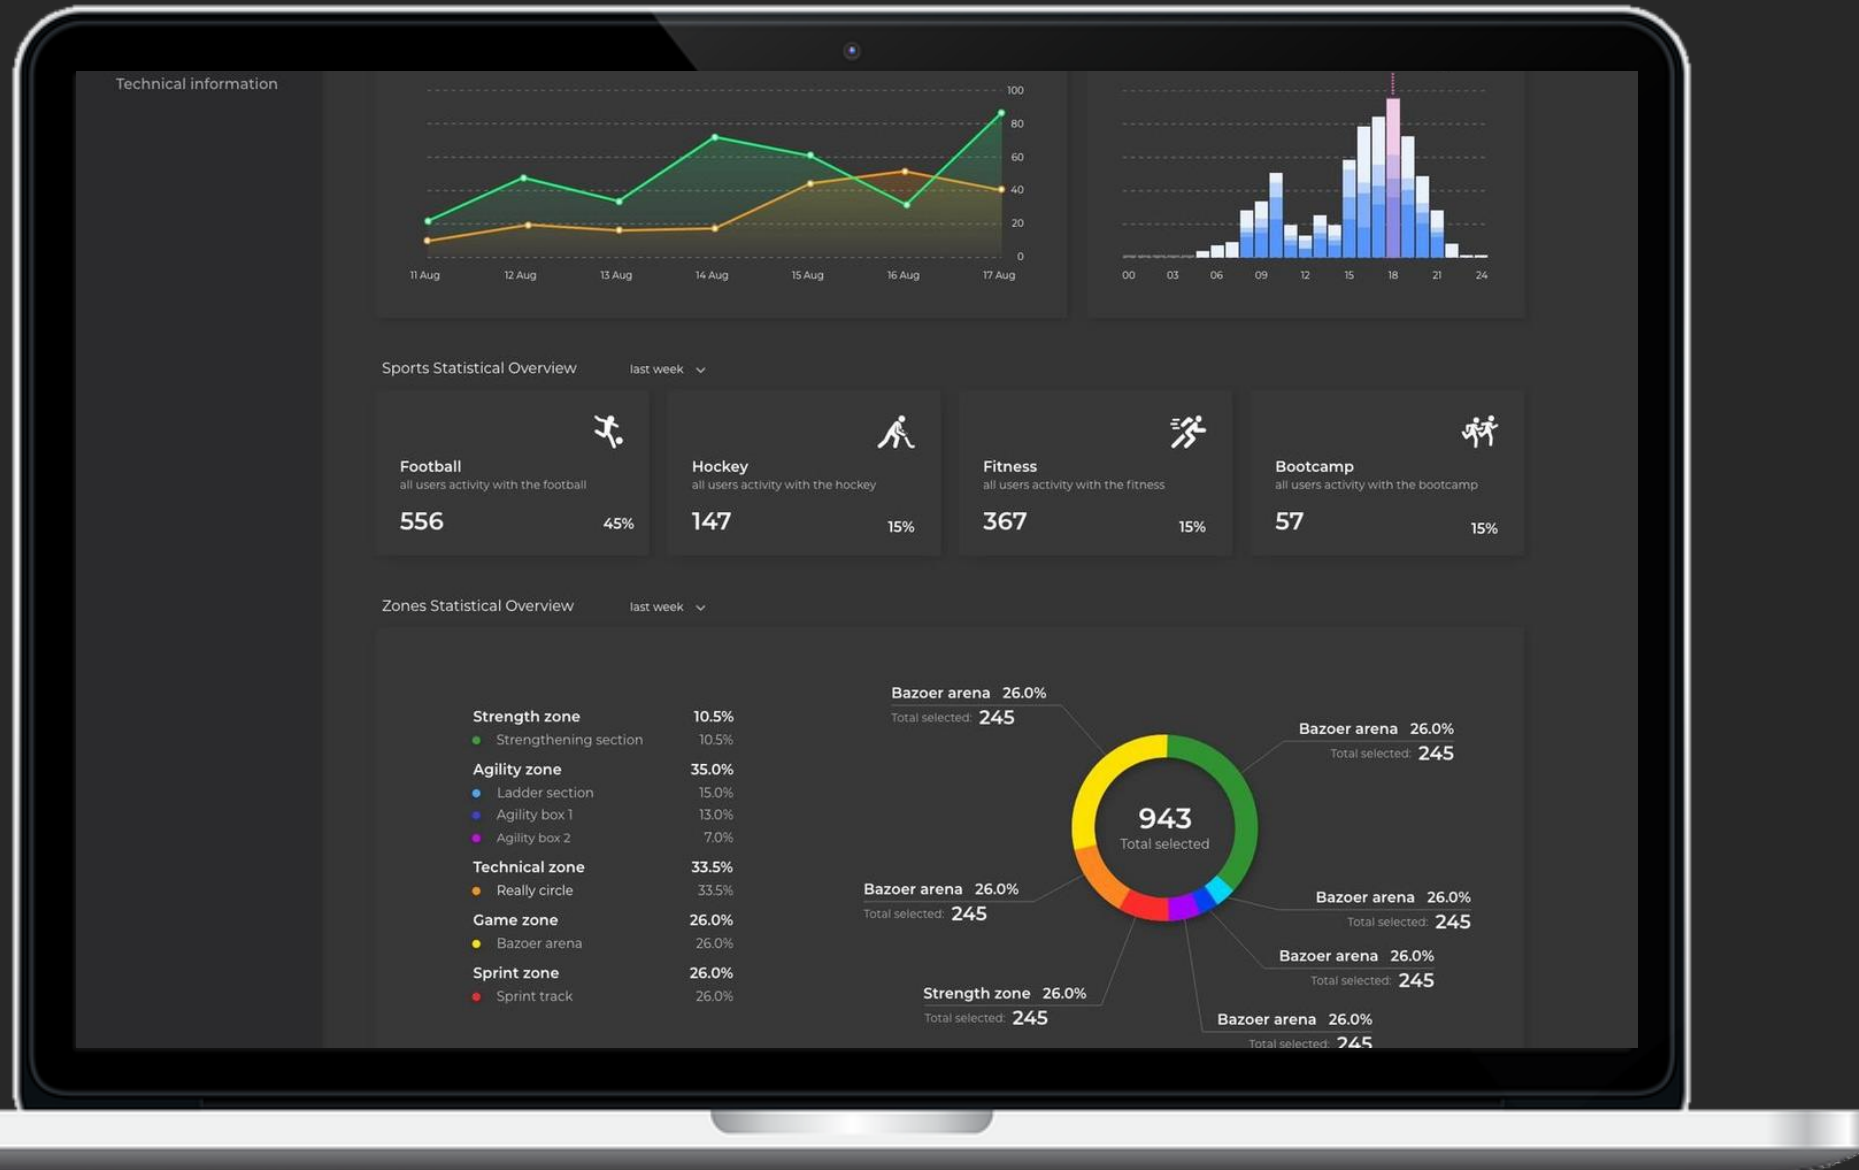 Technical information
100
80
60
40
20
0
11 Aug 12 Aug 13 Aug 14 Aug 15 Aug 16 Aug 17 Aug
00 03 06 09 12 15 18 21 24
Sports Statistical Overview last week
Football
all users activity with the football
556 45%
Hockey
all users activity with the hockey
147 15%
Fitness
all users activity with the fitness
367 15%
Bootcamp
all users activity with the bootcamp
57 15%
Zones Statistical Overview last week
Strength zone 10.5%
Strengthening section 10.5%
Agility zone 35.0%
Ladder section 15.0%
Agility box 1 13.0%
Agility box 2 7.0%
Technical zone 33.5%
Really circle 33.5%
Game zone 26.0%
Bazoer arena 26.0%
Sprint zone 26.0%
Sprint track 26.0%
Bazoer arena 26.0%
Total selected: 245
Bazoer arena 26.0%
Total selected: 245
943
Total selected
Bazoer arena 26.0%
Total selected: 245
Bazoer arena 26.0%
Total selected: 245
Bazoer arena 26.0%
Total selected: 245
Strength zone 26.0%
Total selected: 245
Bazoer arena 26.0%
Total selected: 245